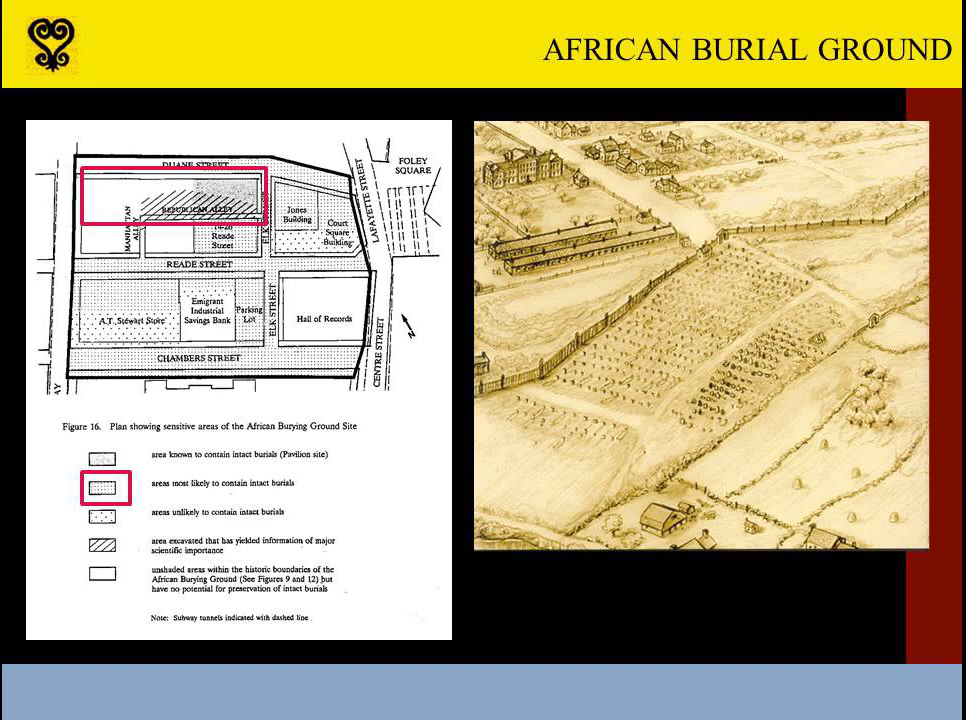 AFRICAN BURIAL GROUND
DUANE STREET
FOLEY
SQUARE
LAFAYETTE STREET
REPUBLICAN ALLEY
MANHATTAN
ALLEY
14-26
Reade
Street
ELK
Jones
Building
Court
Square
Building
READE STREET
A.T. Stewart Store
Emigrant
Industrial
Savings Bank
Parking
Lot
ELK STREET
Hall of Records
N
CENTRE STREET
CHAMBERS STREET
AY
Figure 16. Plan showing sensitive areas of the African Burying Ground Site
area known to contain intact burials (Pavilion site)
areas most likely to contain intact burials
areas unlikely to contain intact burials
area excavated that has yielded information of major
scientific importance
unshaded areas within the historic boundaries of the
African Burying Ground (See Figures 9 and 12) but
have no potential for preservation of intact burials
Note: Subway tunnels indicated with dashed line